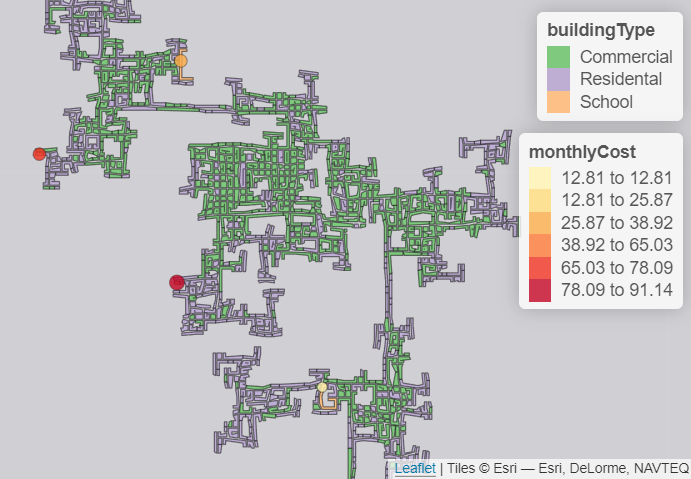 buildingType
Commercial
Residental
School
monthlyCost
12.81 to 12.81
12.81 to 25.87
25.87 to 38.92
38.92 to 65.03
65.03 to 78.09
78.09 to 91.14
Leaflet | Tiles © Esri — Esri, DeLorme, NAVTEQ